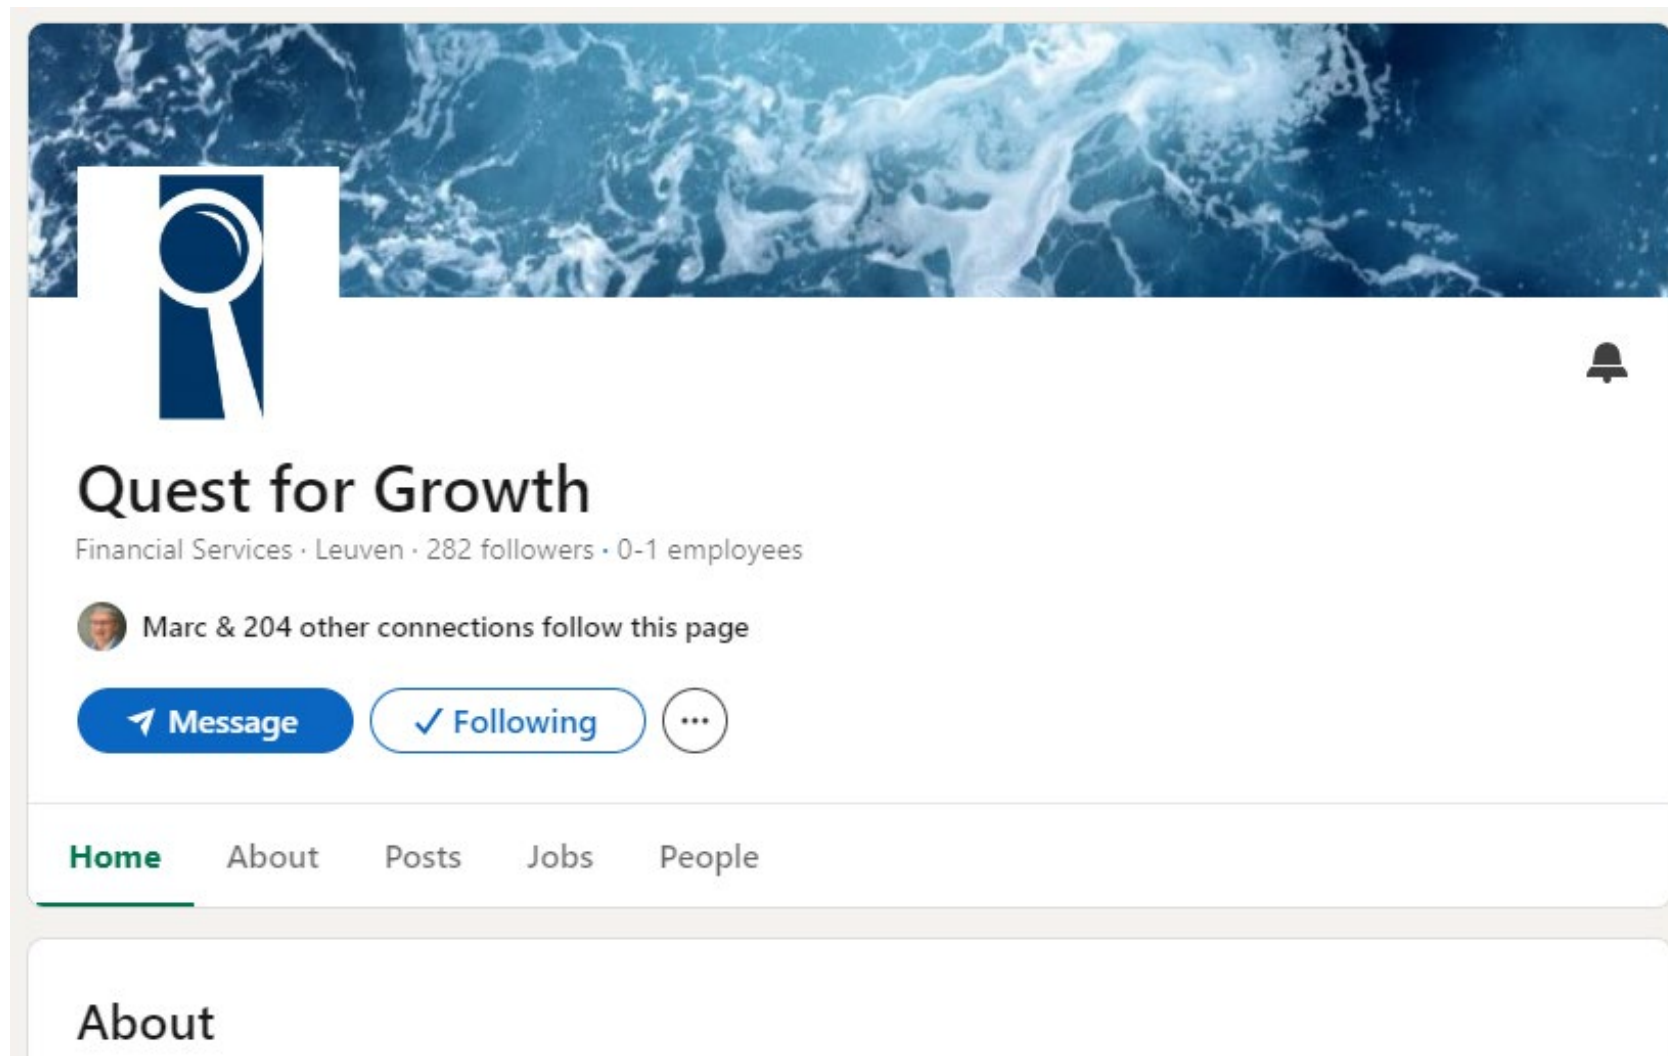 Quest for Growth
Financial Services · Leuven · 282 followers · 0-1 employees
Marc & 204 other connections follow this page
Message
Following
Home
About
Posts
Jobs
People
About